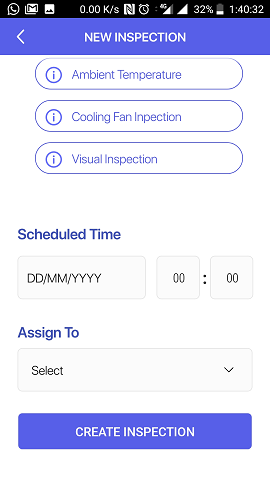 0.00 K/s 4G 32% 1:40:32
NEW INSPECTION
Ambient Temperature
Cooling Fan Inpection
Visual Inspection
Scheduled Time
DD/MM/YYYY 00 : 00
Assign To
Select
CREATE INSPECTION